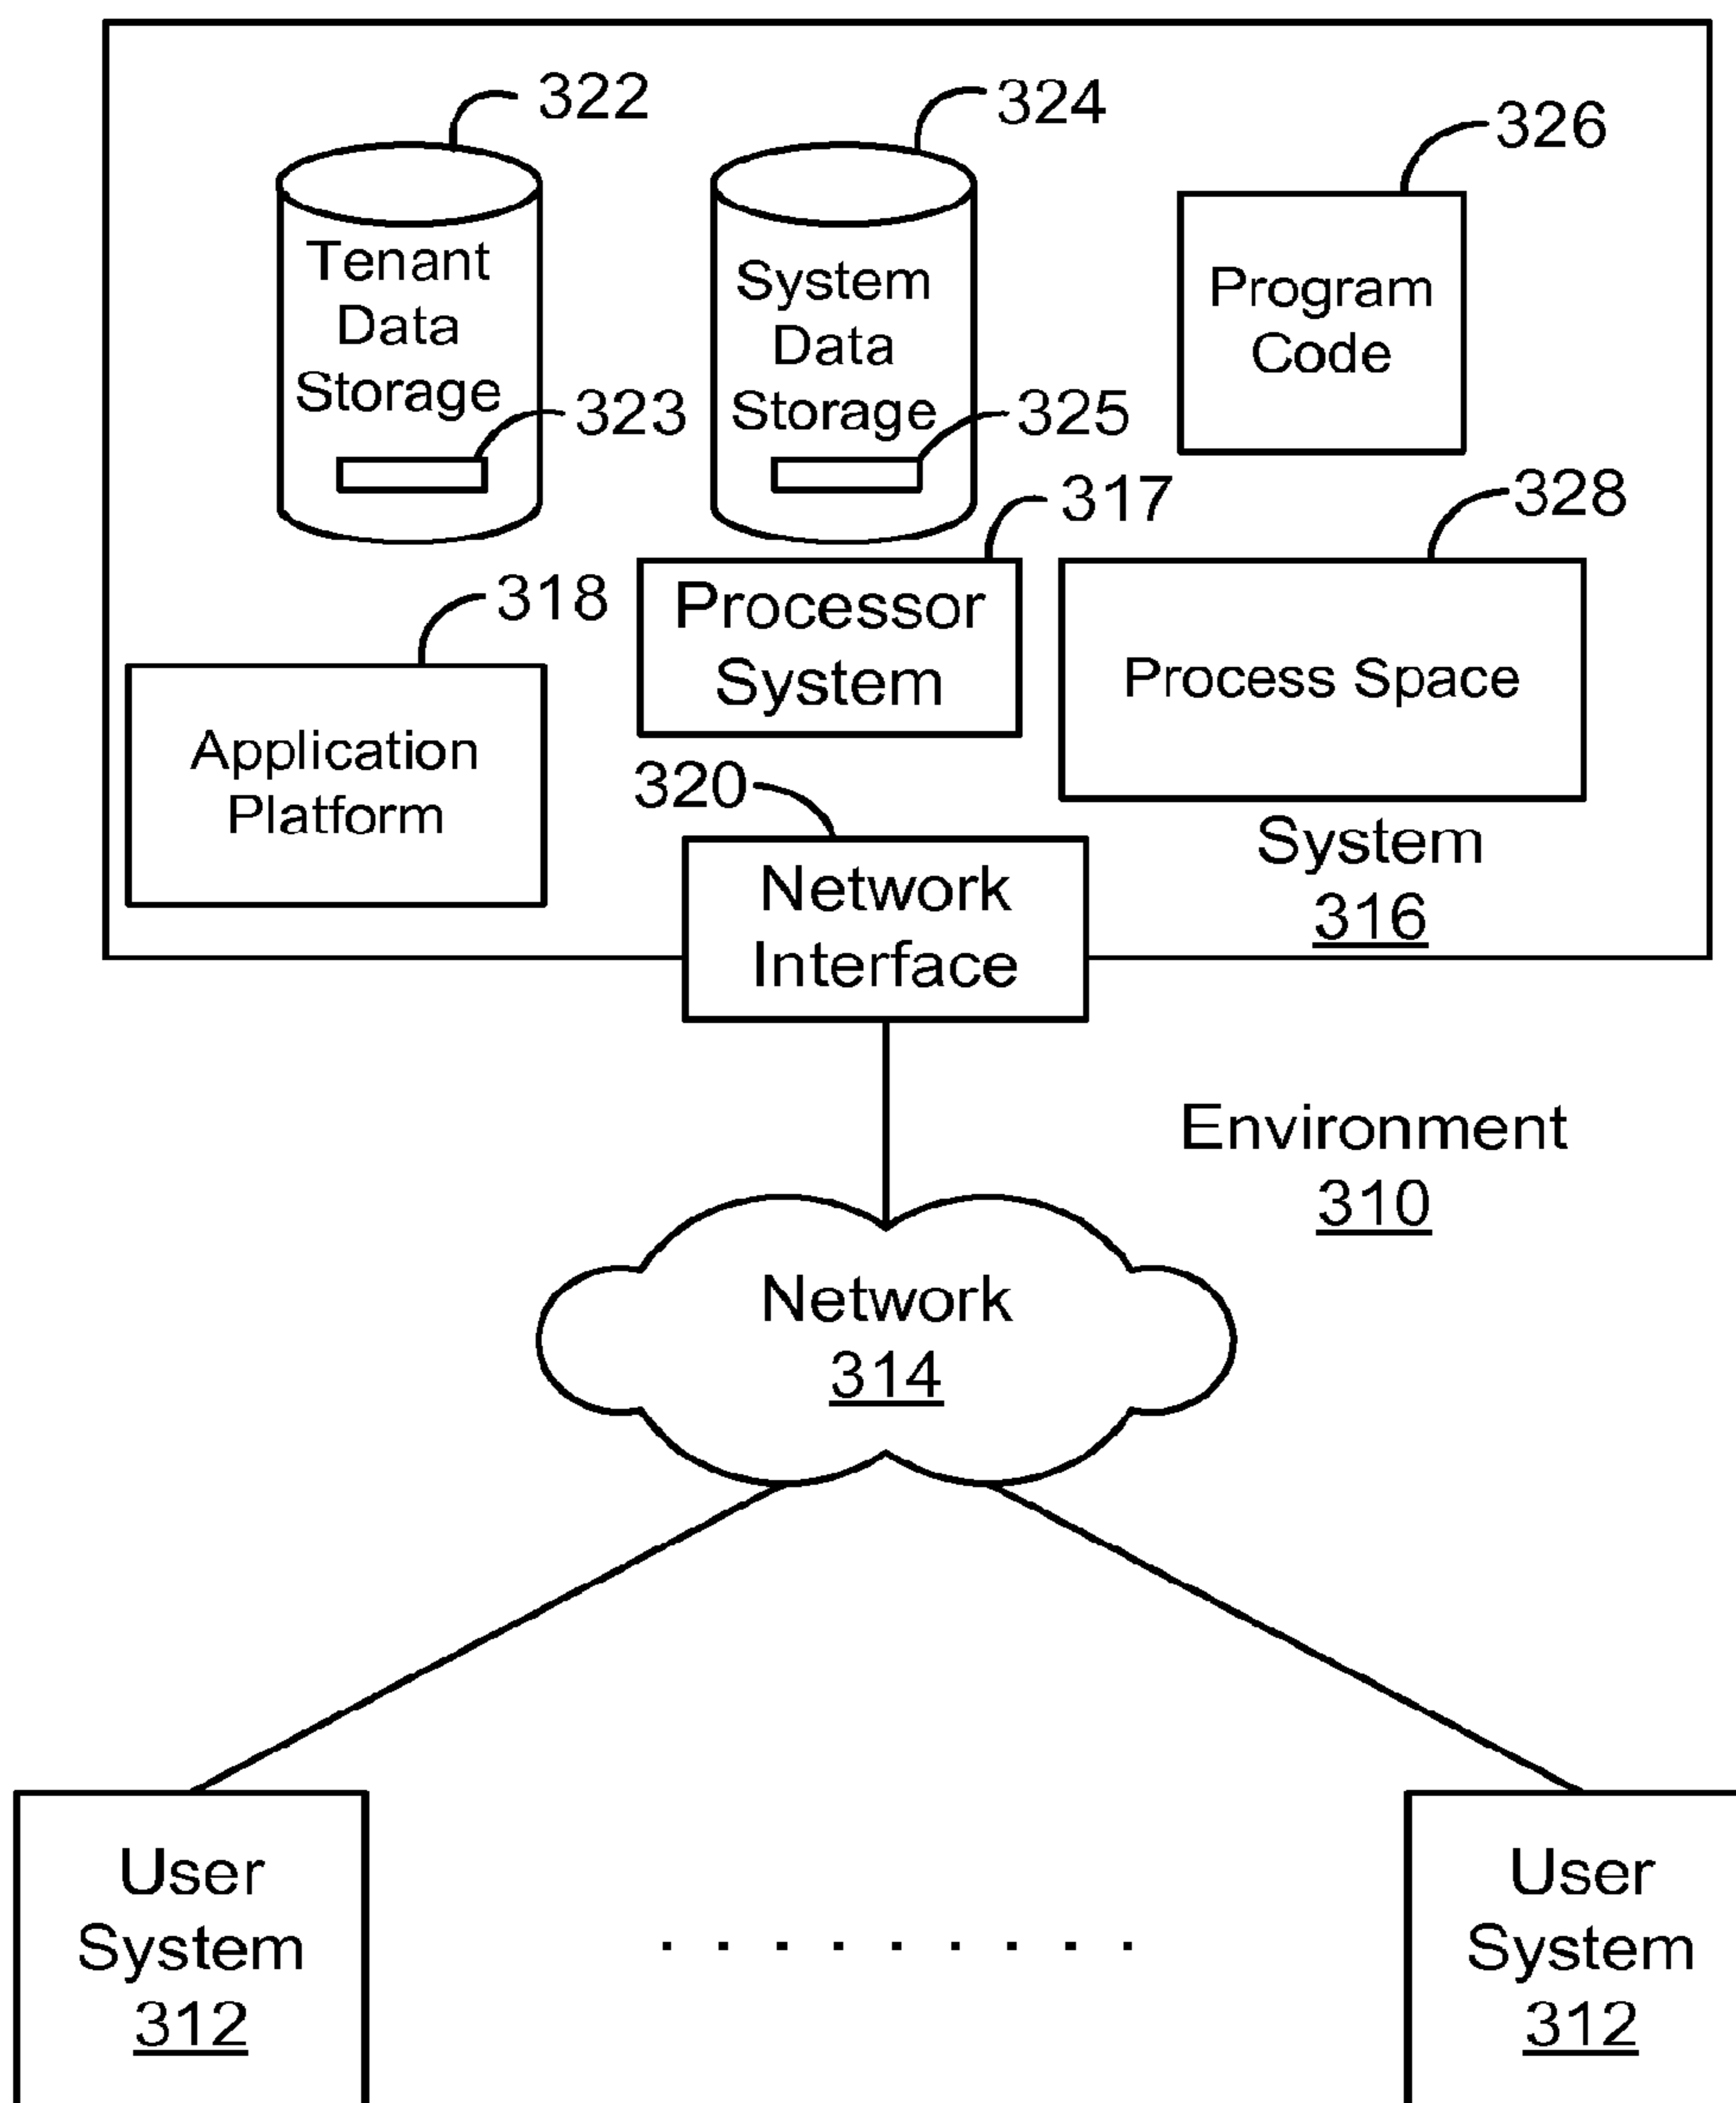 322
324
326
Tenant
Data
Storage
System
Data
Storage
Program
Code
323
325
317
328
318
Processor
System
Process Space
Application
Platform
320
System
316
Network
Interface
Environment
310
Network
314
User
System
312
. . . . . . . . .
User
System
312